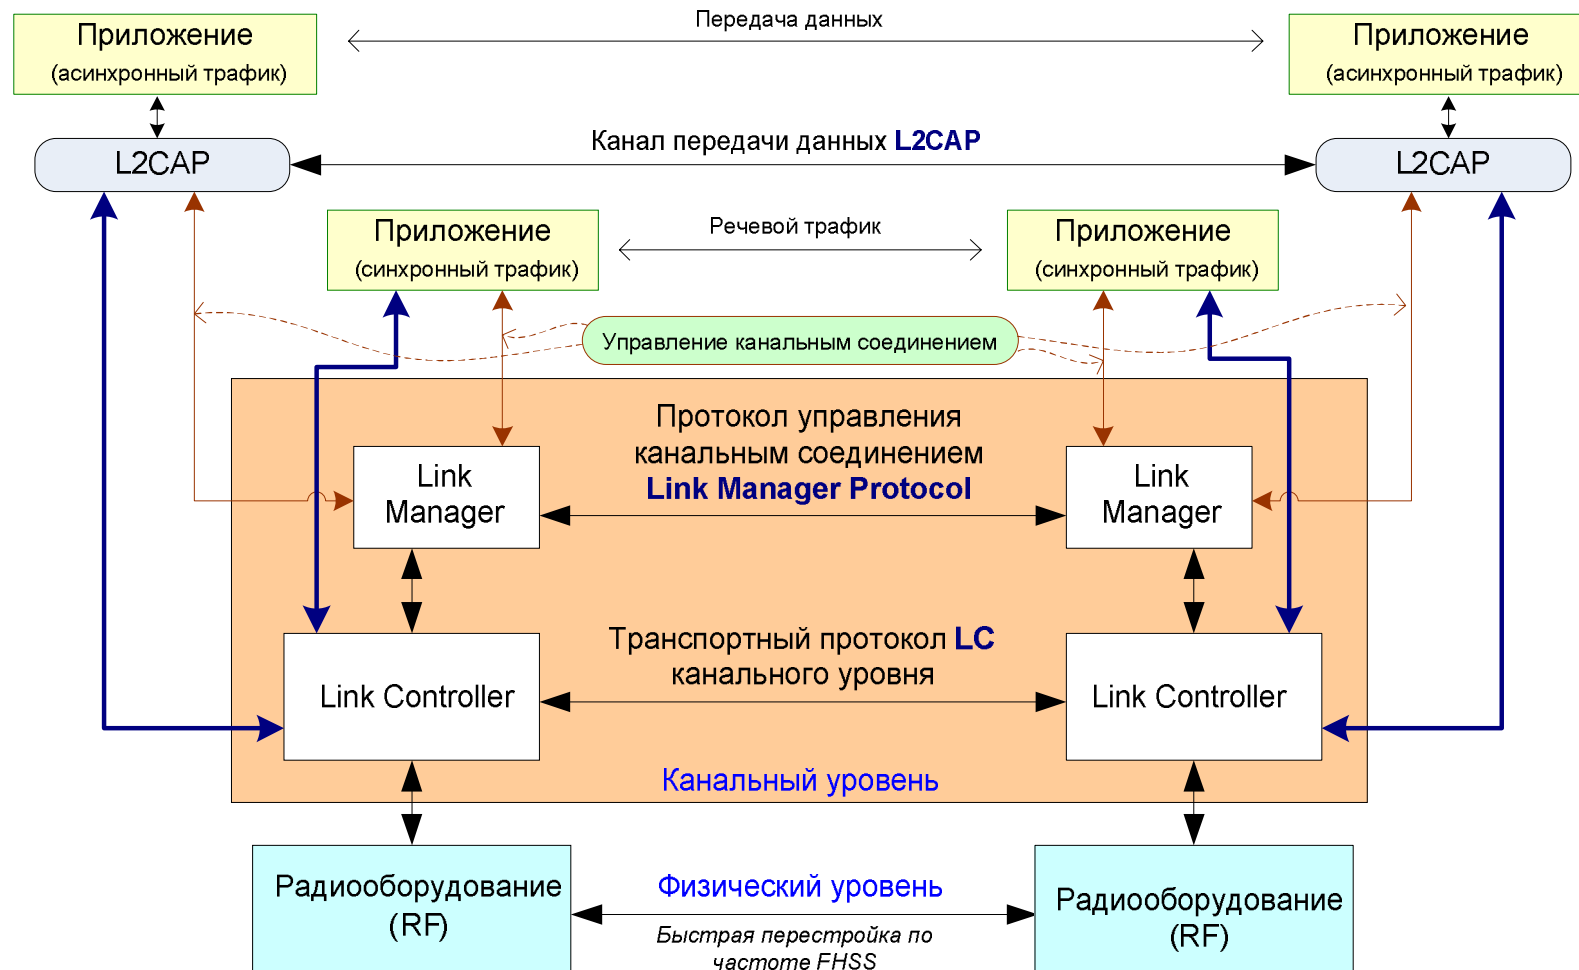 Передача данных
Приложение
(асинхронный трафик)
Приложение
(асинхронный трафик)
Канал передачи данных L2CAP
L2CAP
L2CAP
Приложение
(синхронный трафик)
Речевой трафик
Приложение
(синхронный трафик)
Управление канальным соединением
Протокол управления
канальным соединением
Link Manager Protocol
Link
Manager
Link
Manager
Транспортный протокол LC
канального уровня
Link Controller
Link Controller
Канальный уровень
Радиооборудование
(RF)
Физический уровень
Быстрая перестройка по
частоте FHSS
Радиооборудование
(RF)